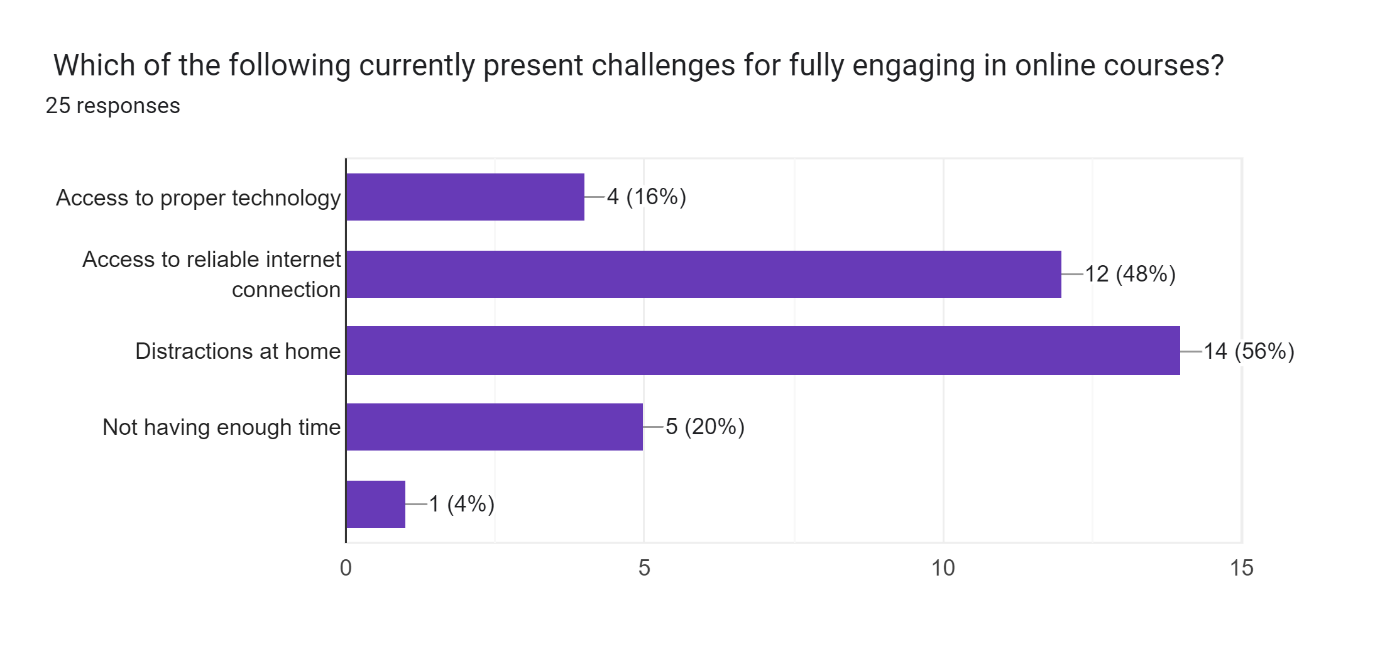 Which of the following currently present challenges for fully engaging in online courses?
25 responses
Access to proper technology
4 (16%)
Access to reliable internet
connection
12 (48%)
Distractions at home
14 (56%)
Not having enough time
5 (20%)
1 (4%)
0
5
10
15